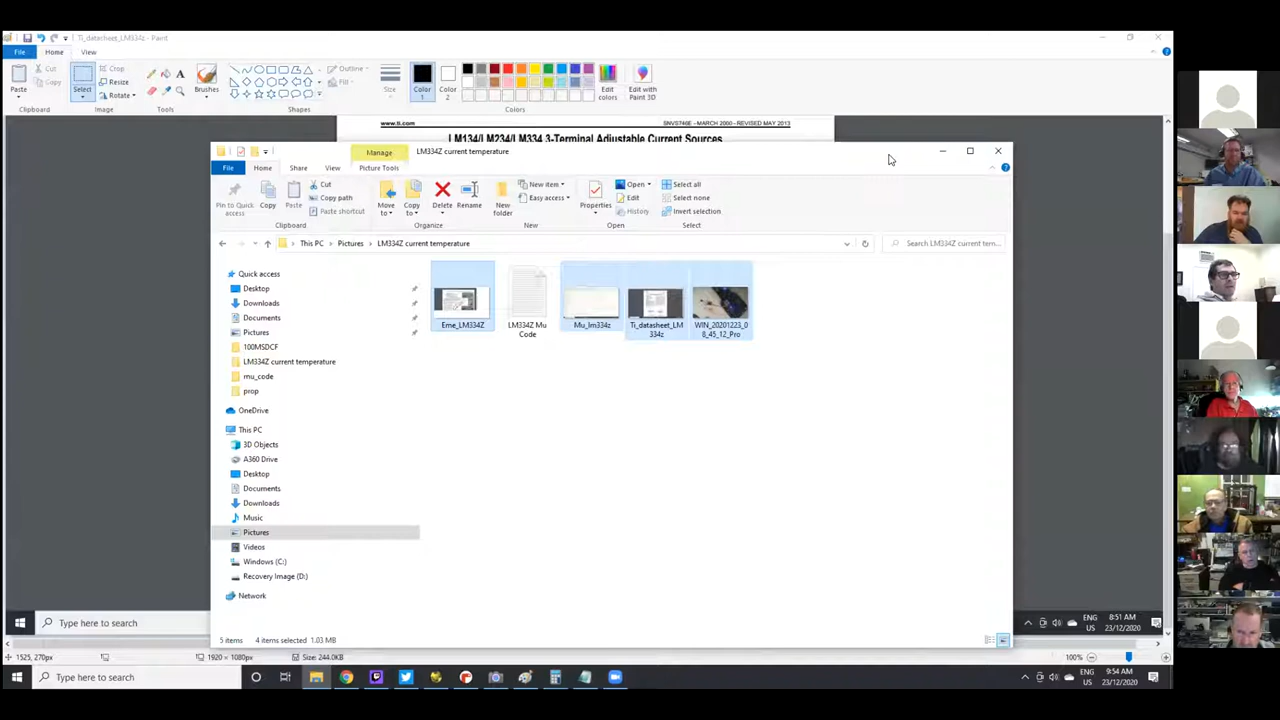 Ti_datasheet_LM334z - Paint
File Home View
Cut
Copy
Paste
Clipboard
Select
Crop
Resize
Rotate
Image
Tools
Brushes
Outline
Fill
Shapes
Size
Color 1
Color 2
Edit colors
Colors
Edit with Paint 3D
www.ti.com
SNVS746E –MARCH 2000–REVISED MAY 2013
LM134/LM234/LM334 3-Terminal Adjustable Current Sources
Manage
LM334Z current temperature
File Home Share View Picture Tools
Pin to Quick access
Copy
Paste
Cut
Copy path
Paste shortcut
Clipboard
Move to
Copy to
Delete
Rename
Organize
New folder
New item
Easy access
New
Properties
Open
Edit
History
Open
Select all
Select none
Invert selection
Select
This PC > Pictures > LM334Z current temperature
Search LM334Z current tem...
Quick access
Desktop
Downloads
Documents
Pictures
100MSDCF
LM334Z current temperature
mu_code
prop
OneDrive
This PC
3D Objects
A360 Drive
Desktop
Documents
Downloads
Music
Pictures
Videos
Windows (C:)
Recovery Image (D:)
Network
Eme_LM334Z
LM334Z Mu
Code
Mu_lm334z
Ti_datasheet_LM
334z
WIN_20201223_0
8_45_12_Pro
5 items 4 items selected 1.03 MB
Type here to search
ENG
US
8:51 AM
23/12/2020
1525, 270px
1920 × 1080px
Size: 244.0KB
100%
Type here to search
ENG
US
9:54 AM
23/12/2020